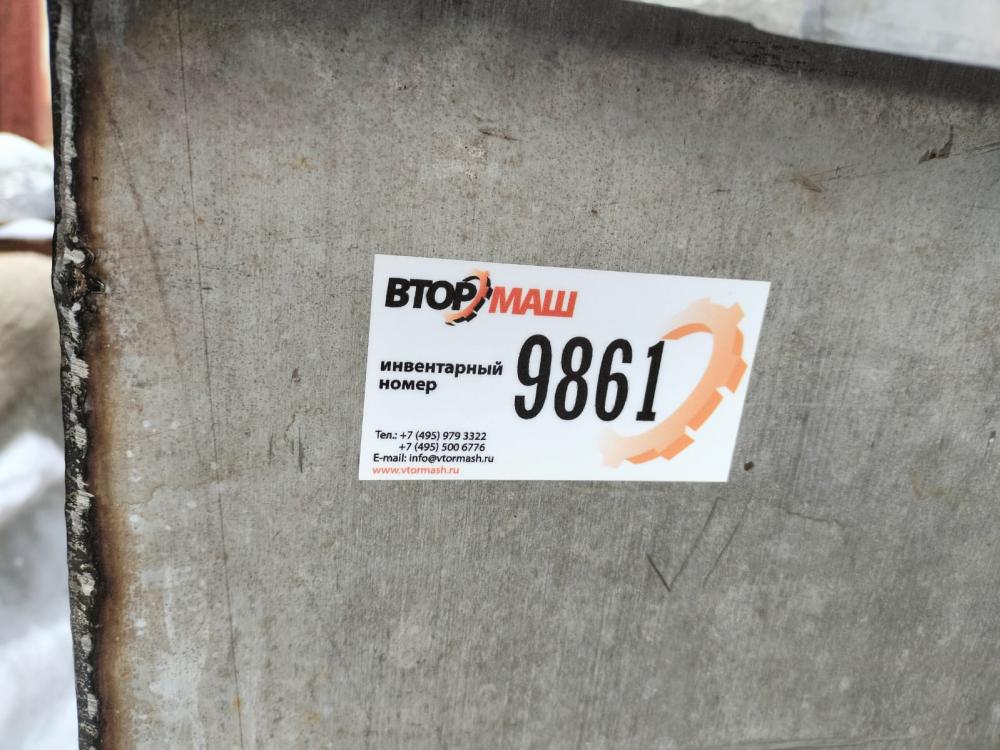 ВТОРМАШ
инвентарный
номер
9861
Тел.: +7 (495) 979 3322
+7 (495) 500 6776
E-mail: info@vtormash.ru
www.vtormash.ru